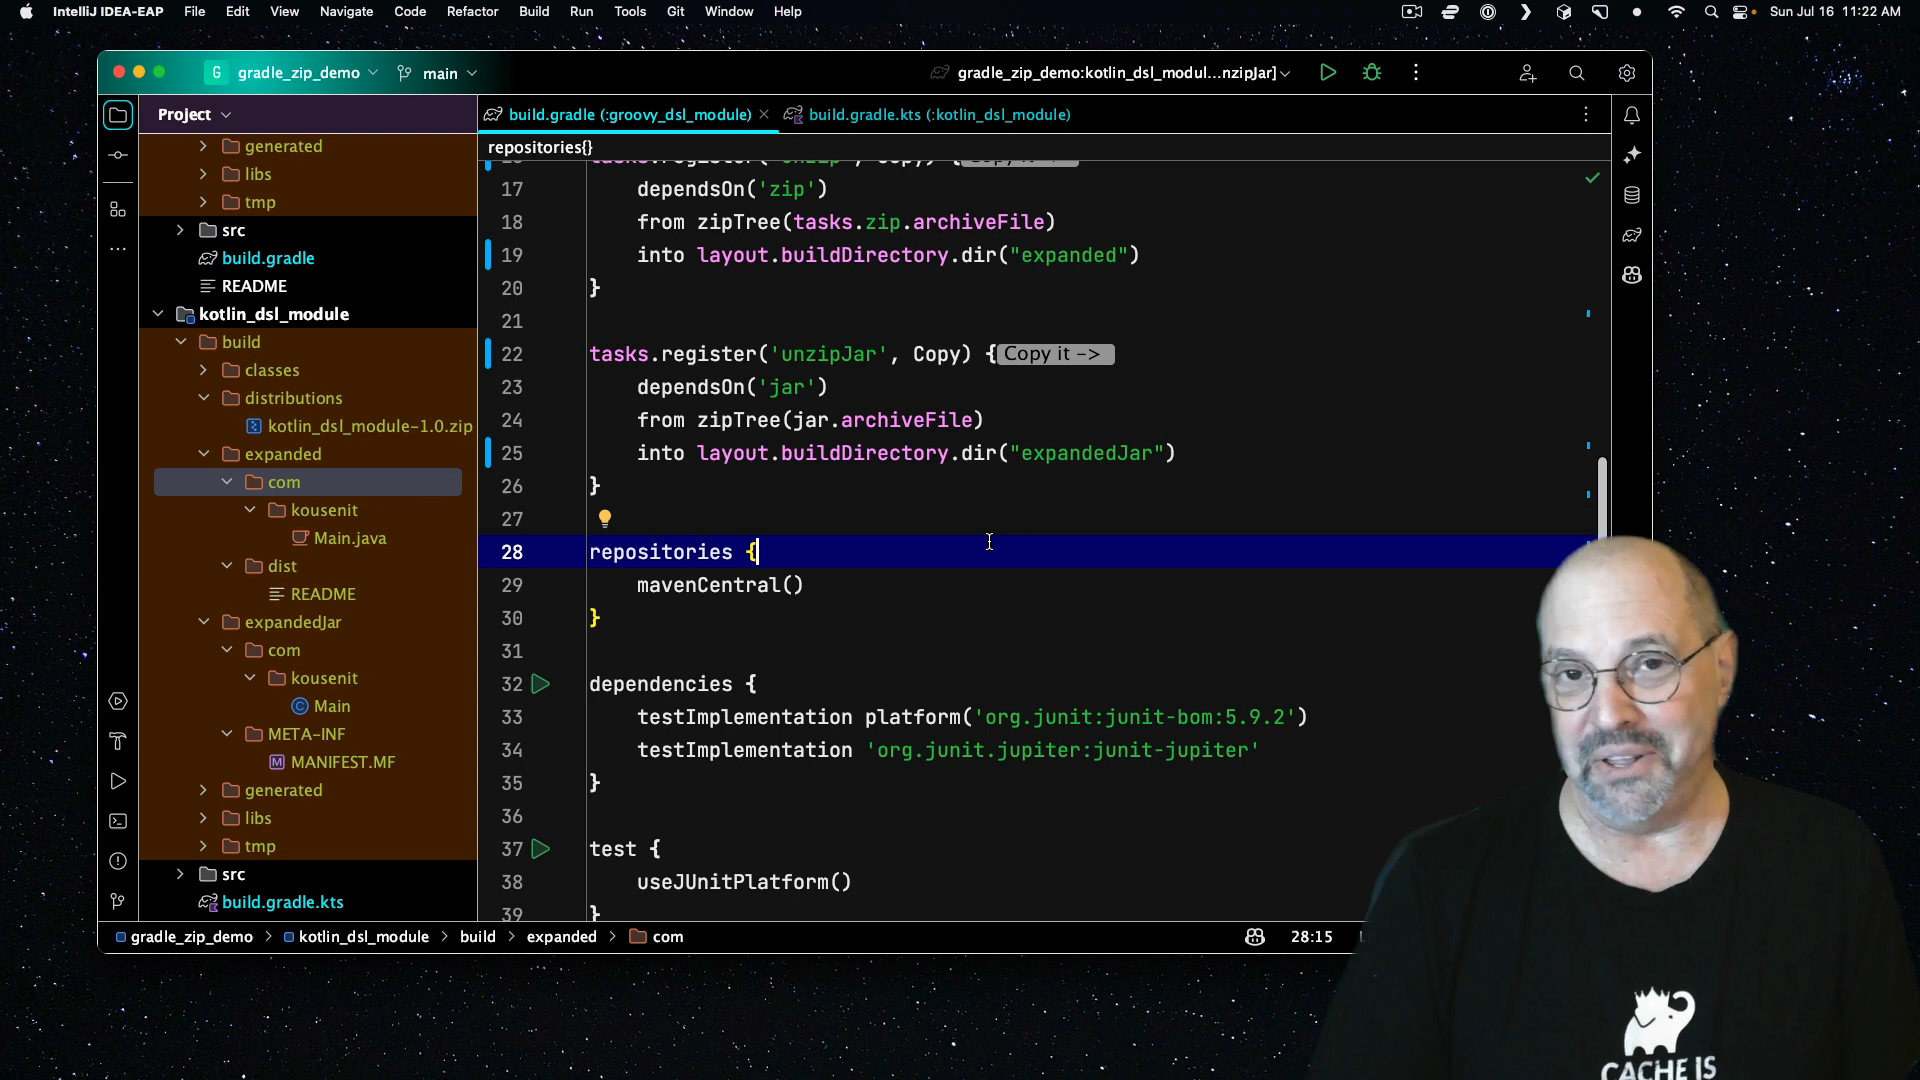 IntelliJ IDEA-EAP File Edit View Navigate Code Refactor Build Run Tools Git Window Help Sun Jul 16 11:22 AM
G gradle_zip_demo main gradle_zip_demo:kotlin_dsl_modul...nzipJar]
Project
build.gradle (:groovy_dsl_module) build.gradle.kts (:kotlin_dsl_module)
repositories{}
generated
libs
tmp
src
build.gradle
README
kotlin_dsl_module
build
classes
distributions
kotlin_dsl_module-1.0.zip
expanded
com
kousenit
Main.java
dist
README
expandedJar
com
kousenit
Main
META-INF
MANIFEST.MF
generated
libs
tmp
src
build.gradle.kts
17 dependsOn('zip')
18 from zipTree(tasks.zip.archiveFile)
19 into layout.buildDirectory.dir("expanded")
20 }
21
22 tasks.register('unzipJar', Copy) { Copy it ->
23 dependsOn('jar')
24 from zipTree(jar.archiveFile)
25 into layout.buildDirectory.dir("expandedJar")
26 }
27
28 repositories {
29 mavenCentral()
30 }
31
32 dependencies {
33 testImplementation platform('org.junit:junit-bom:5.9.2')
34 testImplementation 'org.junit.jupiter:junit-jupiter'
35 }
36
37 test {
38 useJUnitPlatform()
39 }
gradle_zip_demo > kotlin_dsl_module > build > expanded > com 28:15
CACHE IS